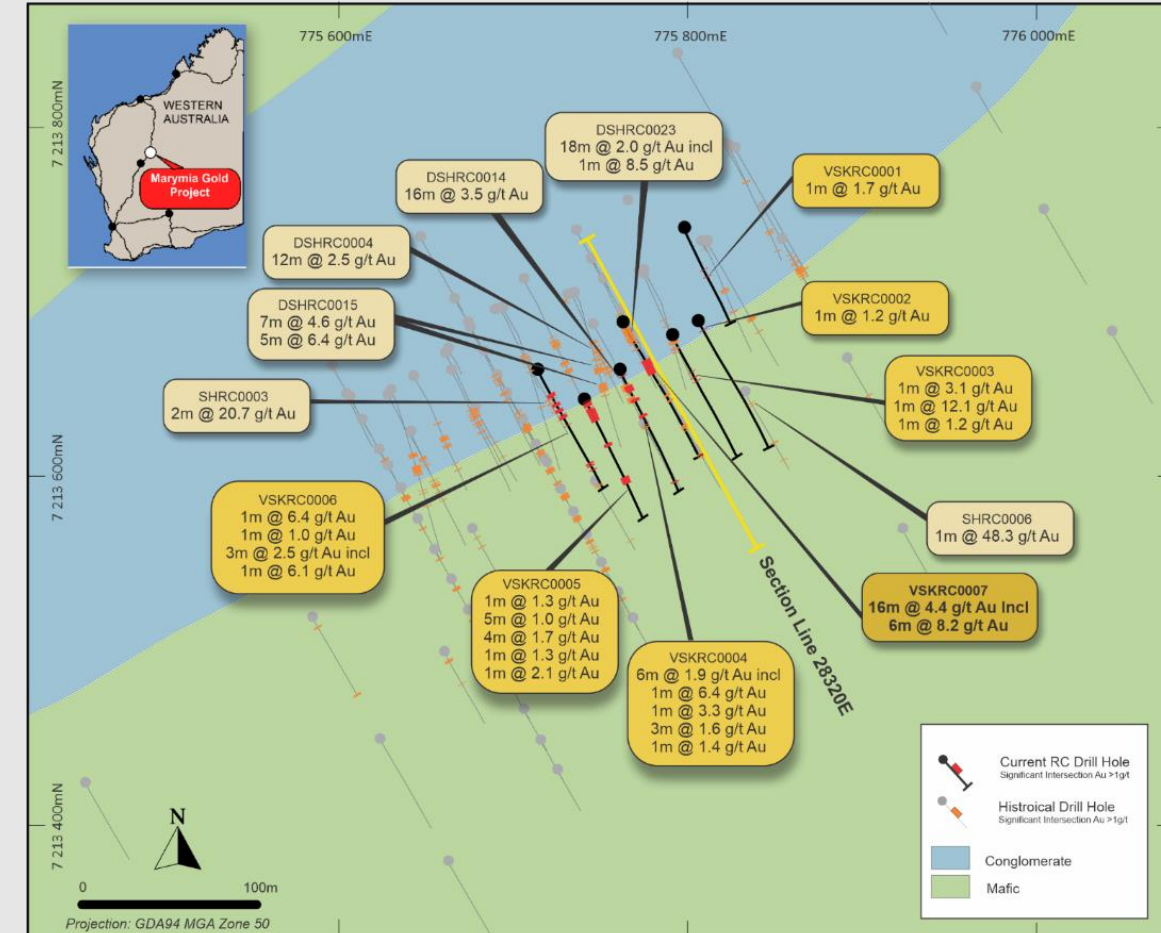 775 600mE
775 800mE
776 000mE
7 213 800mN
7 213 600mN
7 213 400mN
WESTERN
AUSTRALIA
Marymia Gold
Project
DSHRC0023
18m @ 2.0 g/t Au incl
1m @ 8.5 g/t Au
DSHRC0014
16m @ 3.5 g/t Au
VSKRC0001
1m @ 1.7 g/t Au
DSHRC0004
12m @ 2.5 g/t Au
VSKRC0002
1m @ 1.2 g/t Au
DSHRC0015
7m @ 4.6 g/t Au
5m @ 6.4 g/t Au
VSKRC0003
1m @ 3.1 g/t Au
1m @ 12.1 g/t Au
1m @ 1.2 g/t Au
SHRC0003
2m @ 20.7 g/t Au
VSKRC0006
1m @ 6.4 g/t Au
1m @ 1.0 g/t Au
3m @ 2.5 g/t Au incl
1m @ 6.1 g/t Au
SHRC0006
1m @ 48.3 g/t Au
VSKRC0005
1m @ 1.3 g/t Au
5m @ 1.0 g/t Au
4m @ 1.7 g/t Au
1m @ 1.3 g/t Au
1m @ 2.1 g/t Au
VSKRC0007
16m @ 4.4 g/t Au Incl
6m @ 8.2 g/t Au
VSKRC0004
6m @ 1.9 g/t Au incl
1m @ 6.4 g/t Au
1m @ 3.3 g/t Au
3m @ 1.6 g/t Au
1m @ 1.4 g/t Au
Section Line 28320E
Current RC Drill Hole
Significant Intersection Au >1g/t
Histroical Drill Hole
Significant Intersection Au >1g/t
Conglomerate
Mafic
N
0
100m
Projection: GDA94 MGA Zone 50